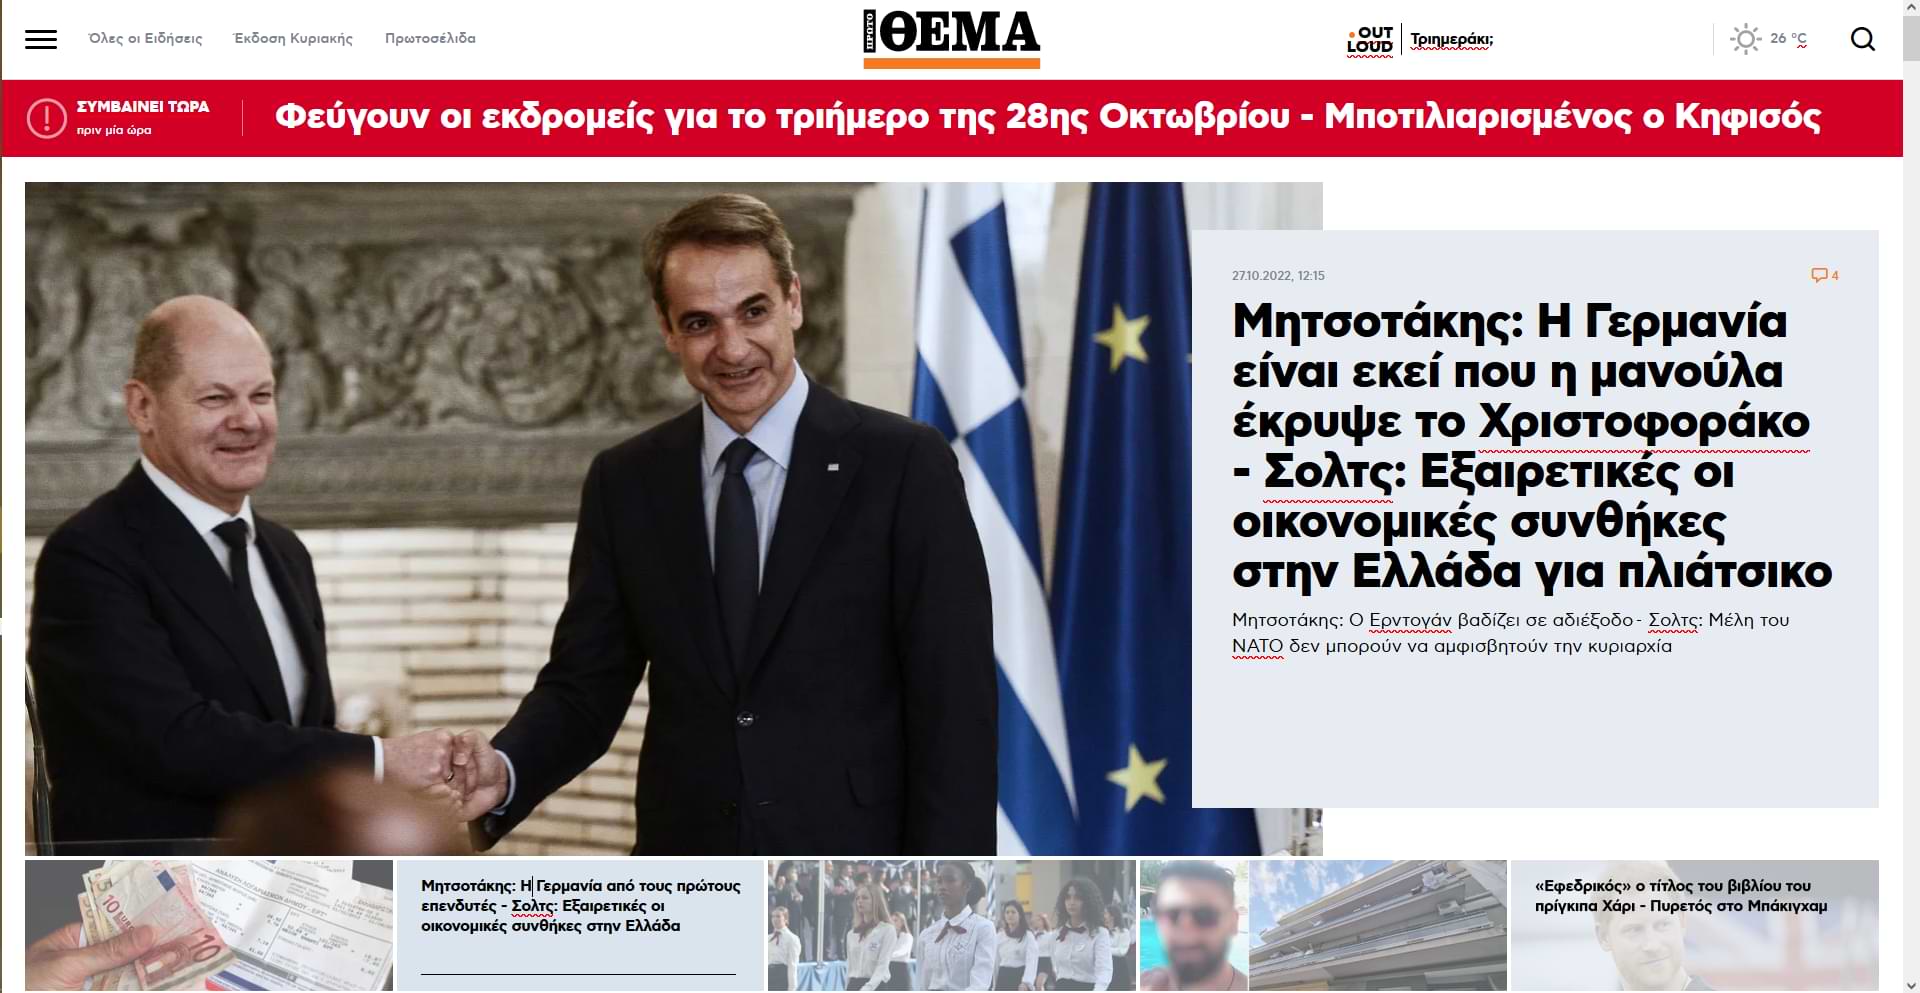 Όλες οι Ειδήσεις
Έκδοση Κυριακής
Πρωτοσέλιδα
ΠΡΩΤΟ ΘΕΜΑ
OUT
LOUD
Τριημεράκι;
26 °C
ΣΥΜΒΑΙΝΕΙ ΤΩΡΑ
πριν μία ώρα
Φεύγουν οι εκδρομείς για το τριήμερο της 28ης Οκτωβρίου - Μποτιλιαρισμένος ο Κηφισός
27.10.2022, 12:15
4
Μητσοτάκης: Η Γερμανία
είναι εκεί που η μανούλα
έκρυψε το Χριστοφοράκο
- Σολτς: Εξαιρετικές οι
οικονομικές συνθήκες
στην Ελλάδα για πλιάτσικο
Μητσοτάκης: Ο Ερντογάν βαδίζει σε αδιέξοδο - Σολτς: Μέλη του
ΝΑΤΟ δεν μπορούν να αμφισβητούν την κυριαρχία
Μητσοτάκης: Η Γερμανία από τους πρώτους
επενδυτές - Σολτς: Εξαιρετικές οι
οικονομικές συνθήκες στην Ελλάδα
«Εφεδρικός» ο τίτλος του βιβλίου του
πρίγκιπα Χάρι - Πυρετός στο Μπάκιγχαμ